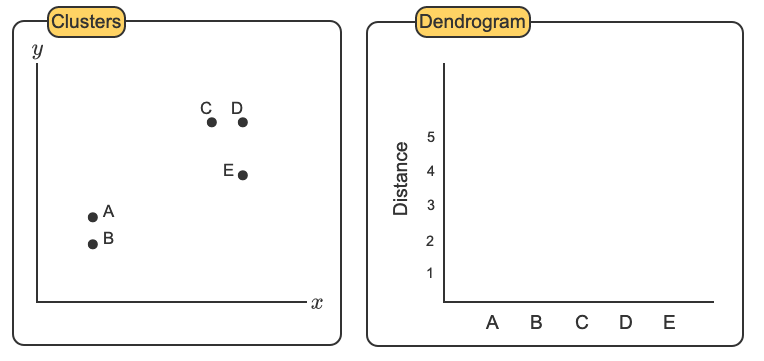 Clusters
y
C D
E
A
B
x
Dendrogram
Distance
5
4
3
2
1
A B C D E